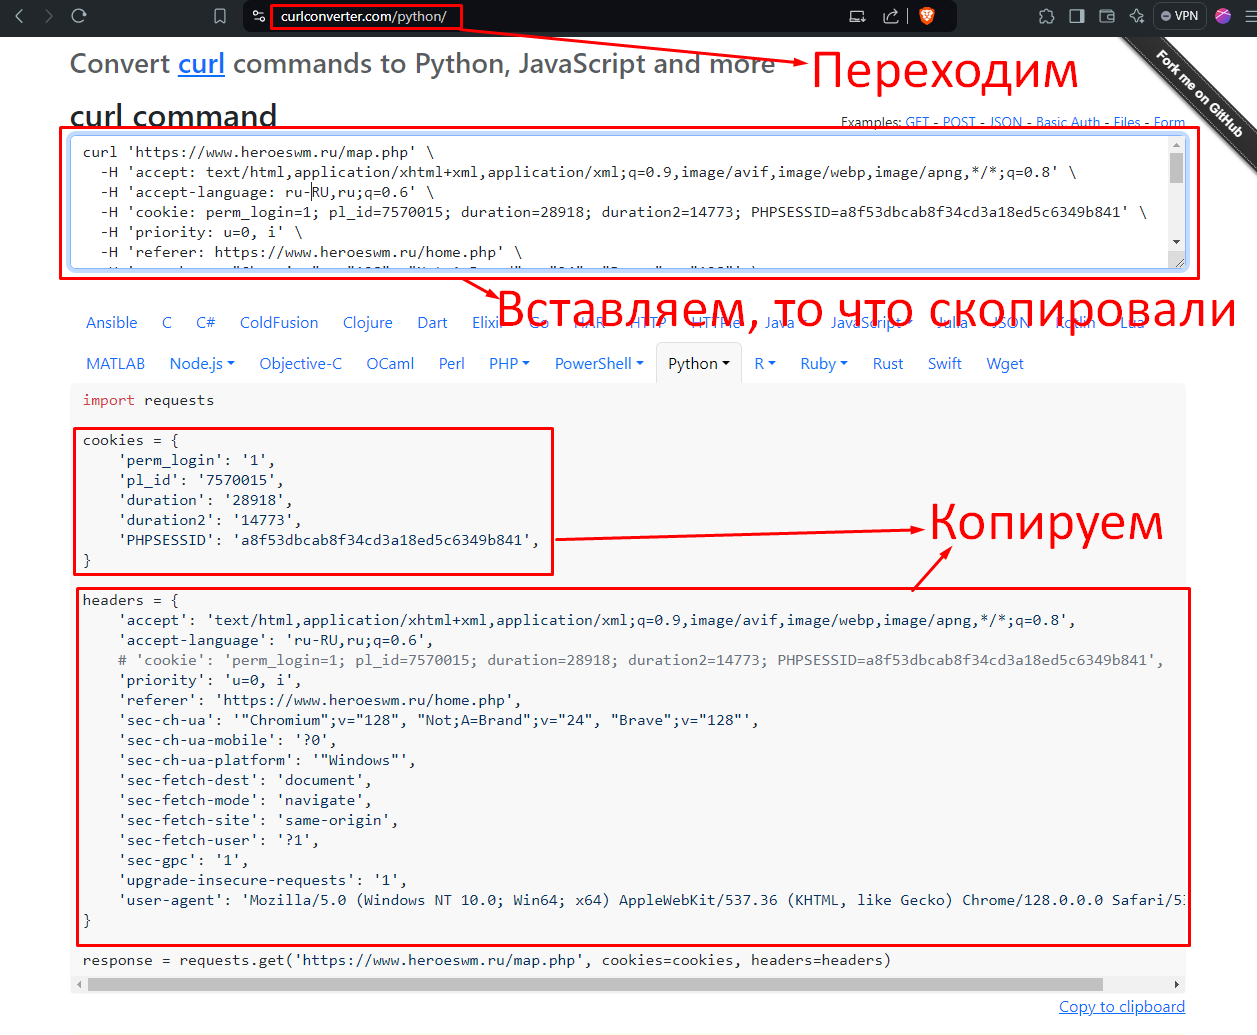 curlconverter.com/python/
VPN
Convert curl commands to Python, JavaScript and more
Переходим
Fork me on GitHub
curl command
Examples: GET - POST - JSON - Basic Auth - Files - Form
curl 'https://www.heroeswm.ru/map.php' \
-H 'accept: text/html,application/xhtml+xml,application/xml;q=0.9,image/avif,image/webp,image/apng,*/*;q=0.8' \
-H 'accept-language: ru-RU,ru;q=0.6' \
-H 'cookie: perm_login=1; pl_id=7570015; duration=28918; duration2=14773; PHPSESSID=a8f53dbcab8f34cd3a18ed5c6349b841' \
-H 'priority: u=0, i' \
-H 'referer: https://www.heroeswm.ru/home.php' \
Вставляем, то что скопировали
Ansible C C# ColdFusion Clojure Dart Elixir Go HAR HTTP HTTPie Java JavaScript Julia JSON Kotlin Lua
MATLAB Node.js Objective-C OCaml Perl PHP PowerShell Python R Ruby Rust Swift Wget
import requests
cookies = {
'perm_login': '1',
'pl_id': '7570015',
'duration': '28918',
'duration2': '14773',
'PHPSESSID': 'a8f53dbcab8f34cd3a18ed5c6349b841',
}
Копируем
headers = {
'accept': 'text/html,application/xhtml+xml,application/xml;q=0.9,image/avif,image/webp,image/apng,*/*;q=0.8',
'accept-language': 'ru-RU,ru;q=0.6',
# 'cookie': 'perm_login=1; pl_id=7570015; duration=28918; duration2=14773; PHPSESSID=a8f53dbcab8f34cd3a18ed5c6349b841',
'priority': 'u=0, i',
'referer': 'https://www.heroeswm.ru/home.php',
'sec-ch-ua': '"Chromium";v="128", "Not;A=Brand";v="24", "Brave";v="128"',
'sec-ch-ua-mobile': '?0',
'sec-ch-ua-platform': '"Windows"',
'sec-fetch-dest': 'document',
'sec-fetch-mode': 'navigate',
'sec-fetch-site': 'same-origin',
'sec-fetch-user': '?1',
'sec-gpc': '1',
'upgrade-insecure-requests': '1',
'user-agent': 'Mozilla/5.0 (Windows NT 10.0; Win64; x64) AppleWebKit/537.36 (KHTML, like Gecko) Chrome/128.0.0.0 Safari/5
}
response = requests.get('https://www.heroeswm.ru/map.php', cookies=cookies, headers=headers)
Copy to clipboard